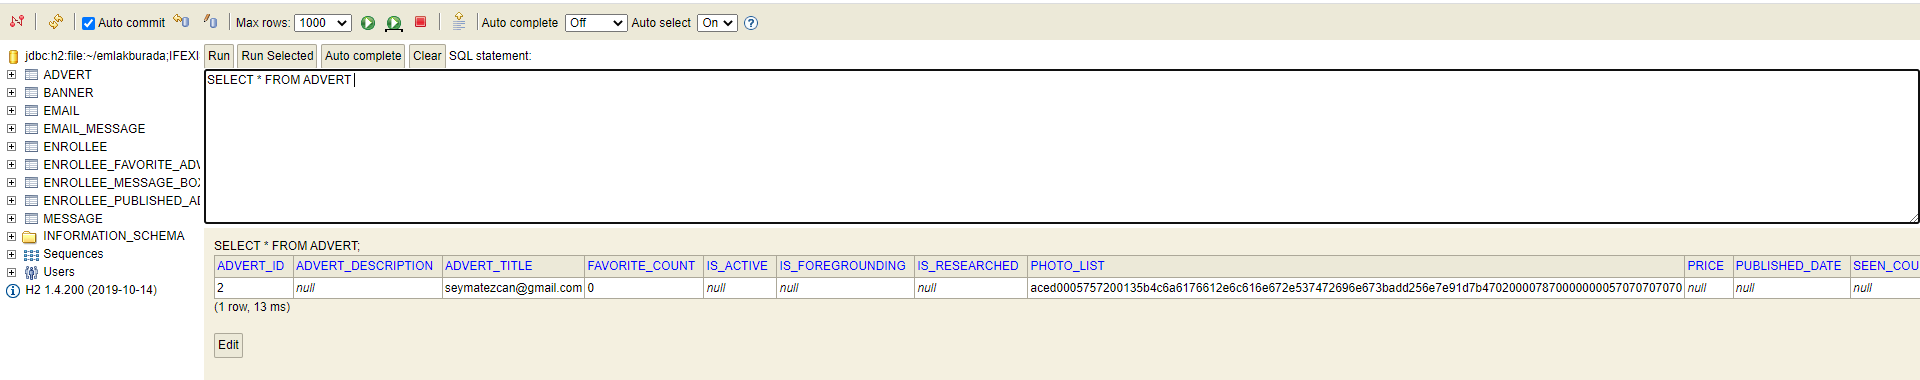 Auto commit Max rows: 1000 Auto complete Off Auto select On
jdbc:h2:file:~/emlakburada;IFEXI
ADVERT
BANNER
EMAIL
EMAIL_MESSAGE
ENROLLEE
ENROLLEE_FAVORITE_ADV
ENROLLEE_MESSAGE_BOX
ENROLLEE_PUBLISHED_AD
MESSAGE
INFORMATION_SCHEMA
Sequences
Users
H2 1.4.200 (2019-10-14)
Run Run Selected Auto complete Clear SQL statement:
SELECT * FROM ADVERT
SELECT * FROM ADVERT;
ADVERT_ID ADVERT_DESCRIPTION ADVERT_TITLE FAVORITE_COUNT IS_ACTIVE IS_FOREGROUNDING IS_RESEARCHED PHOTO_LIST PRICE PUBLISHED_DATE SEEN_COU
2 null seymatezcan@gmail.com 0 null null null aced0005757200135b4c6a6176612e6c616e672e537472696e673badd256e7e91d7b4702000078700000000057070707070 null null null
(1 row, 13 ms)
Edit